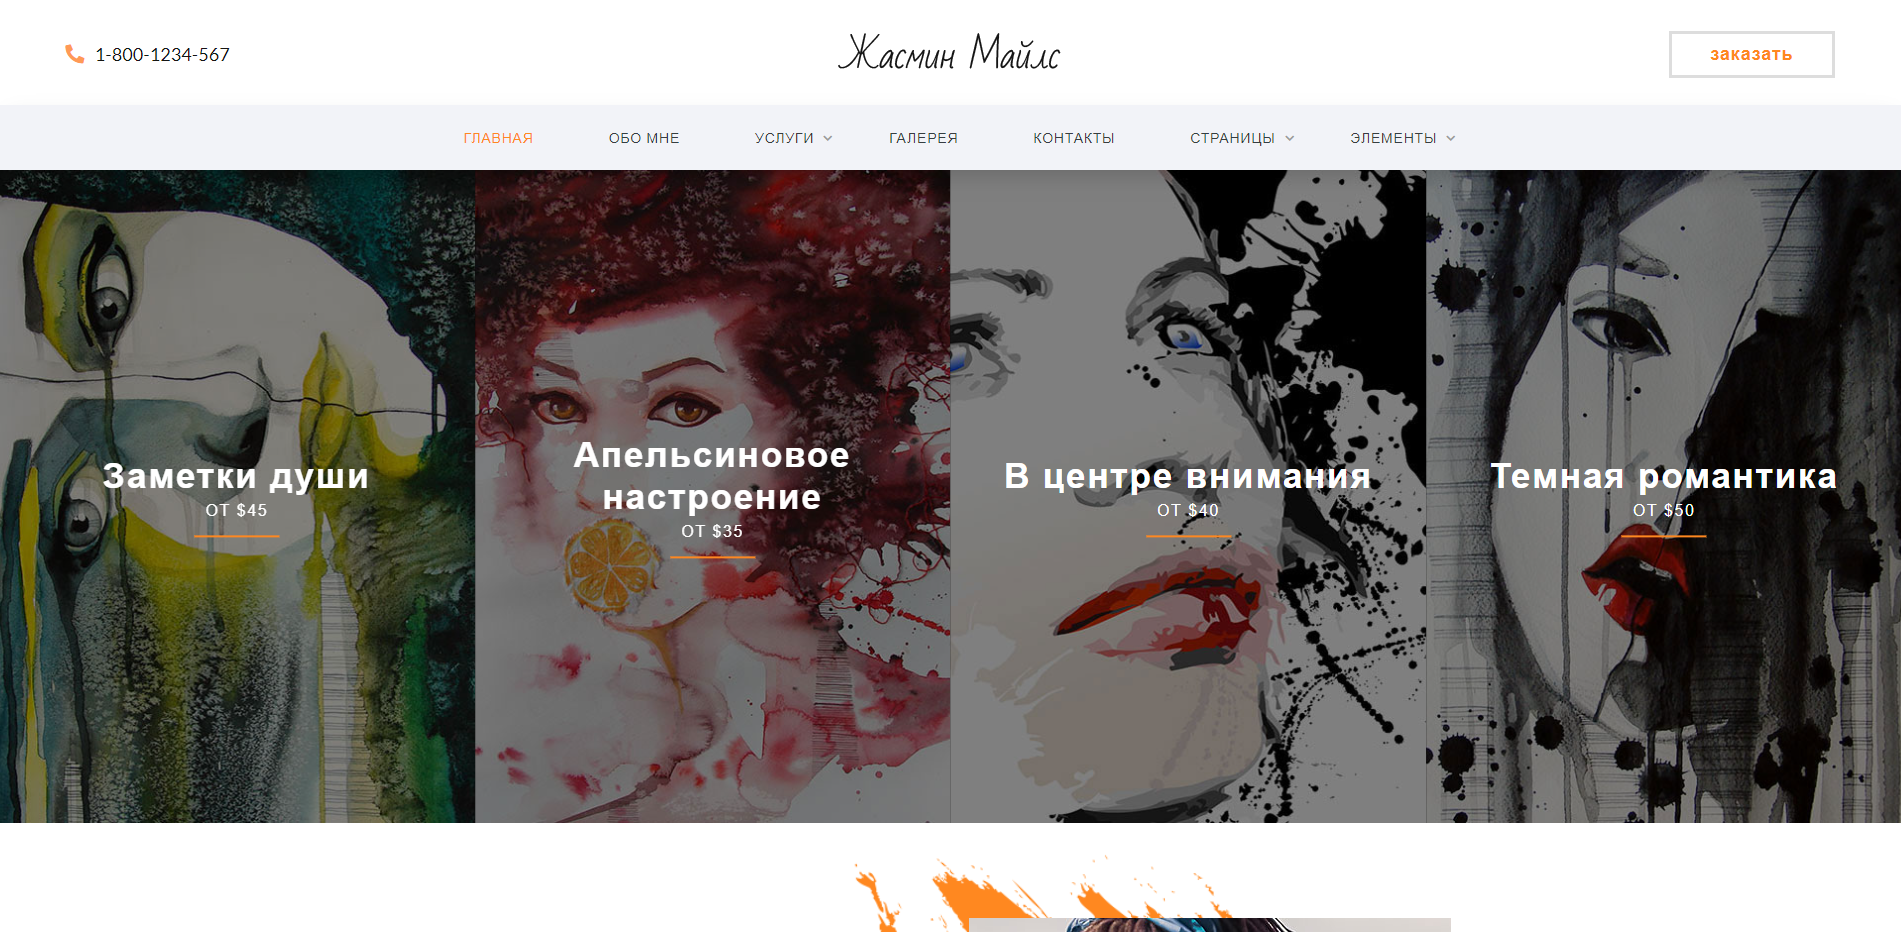 1-800-1234-567
Жасмин Майлс
заказать
ГЛАВНАЯ
ОБО МНЕ
УСЛУГИ
ГАЛЕРЕЯ
КОНТАКТЫ
СТРАНИЦЫ
ЭЛЕМЕНТЫ
Заметки души
ОТ $45
Апельсиновое
настроение
ОТ $35
В центре внимания
ОТ $40
Темная романтика
ОТ $50